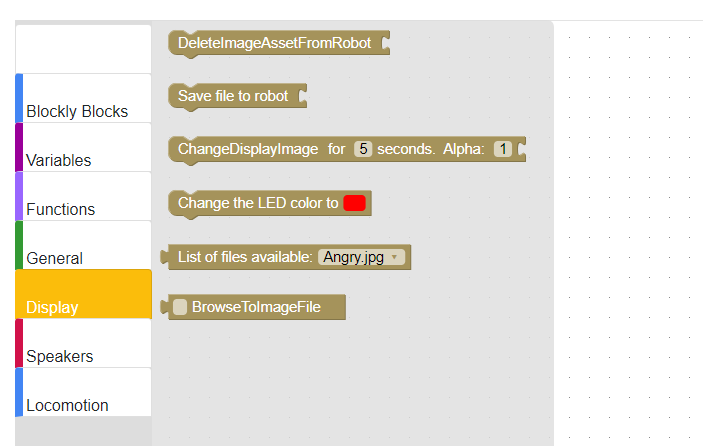 Blockly Blocks
Variables
Functions
General
Display
Speakers
Locomotion
DeleteImageAssetFromRobot
Save file to robot
ChangeDisplayImage for 5 seconds. Alpha: 1
Change the LED color to
List of files available: Angry.jpg
BrowseToImageFile